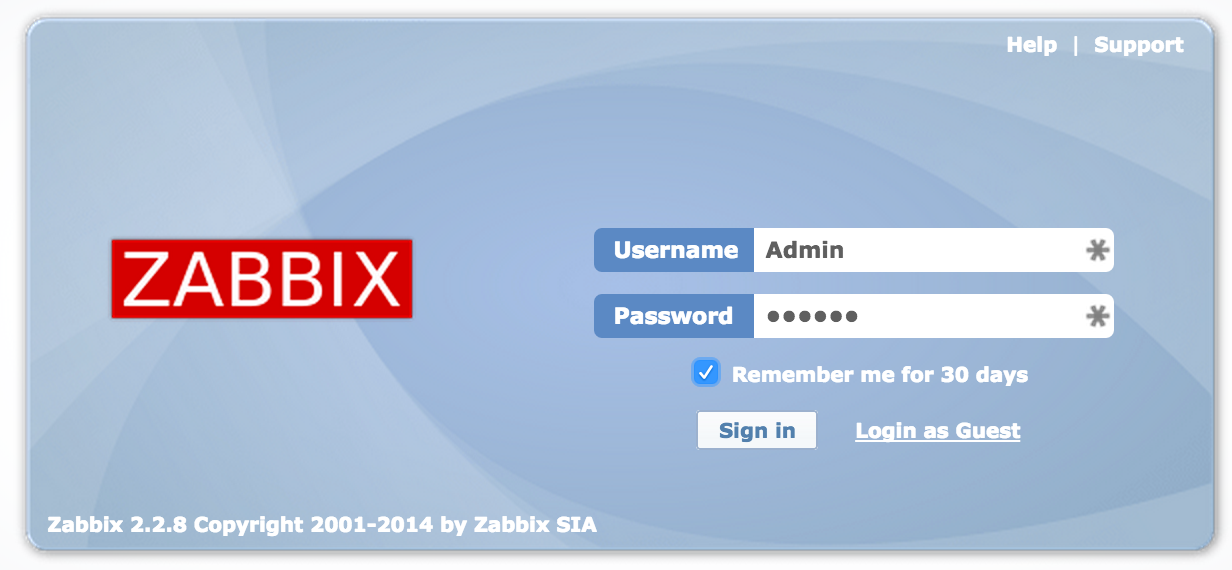 Help | Support
ZABBIX
Username Admin
Password ••••••
Remember me for 30 days
Sign in Login as Guest
Zabbix 2.2.8 Copyright 2001-2014 by Zabbix SIA